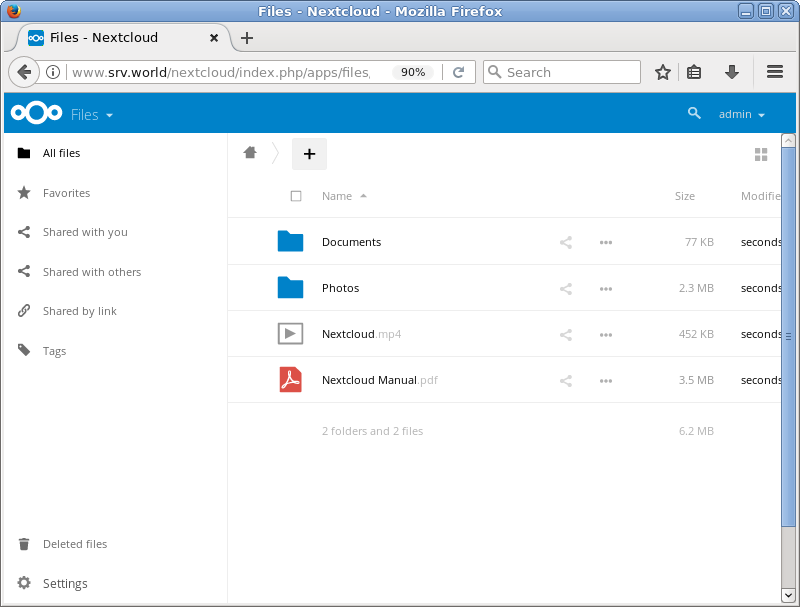 Files - Nextcloud - Mozilla Firefox
Files - Nextcloud
www.srv.world/nextcloud/index.php/apps/files,
90%
Search
Files
admin
All files
Favorites
Shared with you
Shared with others
Shared by link
Tags
Deleted files
Settings
Name Size Modifie
Documents 77 KB seconds
Photos 2.3 MB seconds
Nextcloud.mp4 452 KB seconds
Nextcloud Manual.pdf 3.5 MB seconds
2 folders and 2 files 6.2 MB